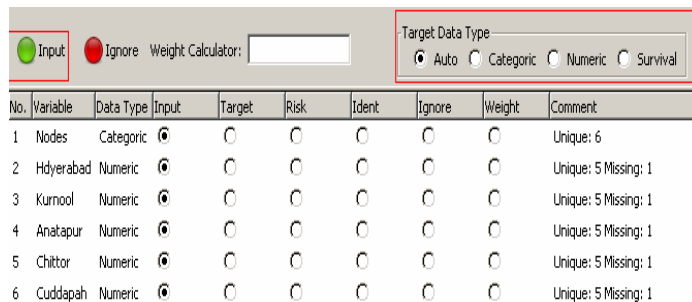 Input Ignore Weight Calculator:
Target Data Type
Auto Categoric Numeric Survival
No. Variable Data Type Input Target Risk Ident Ignore Weight Comment
1 Nodes Categoric Unique: 6
2 Hdyerabad Numeric Unique: 5 Missing: 1
3 Kurnool Numeric Unique: 5 Missing: 1
4 Anatapur Numeric Unique: 5 Missing: 1
5 Chittor Numeric Unique: 5 Missing: 1
6 Cuddapah Numeric Unique: 5 Missing: 1